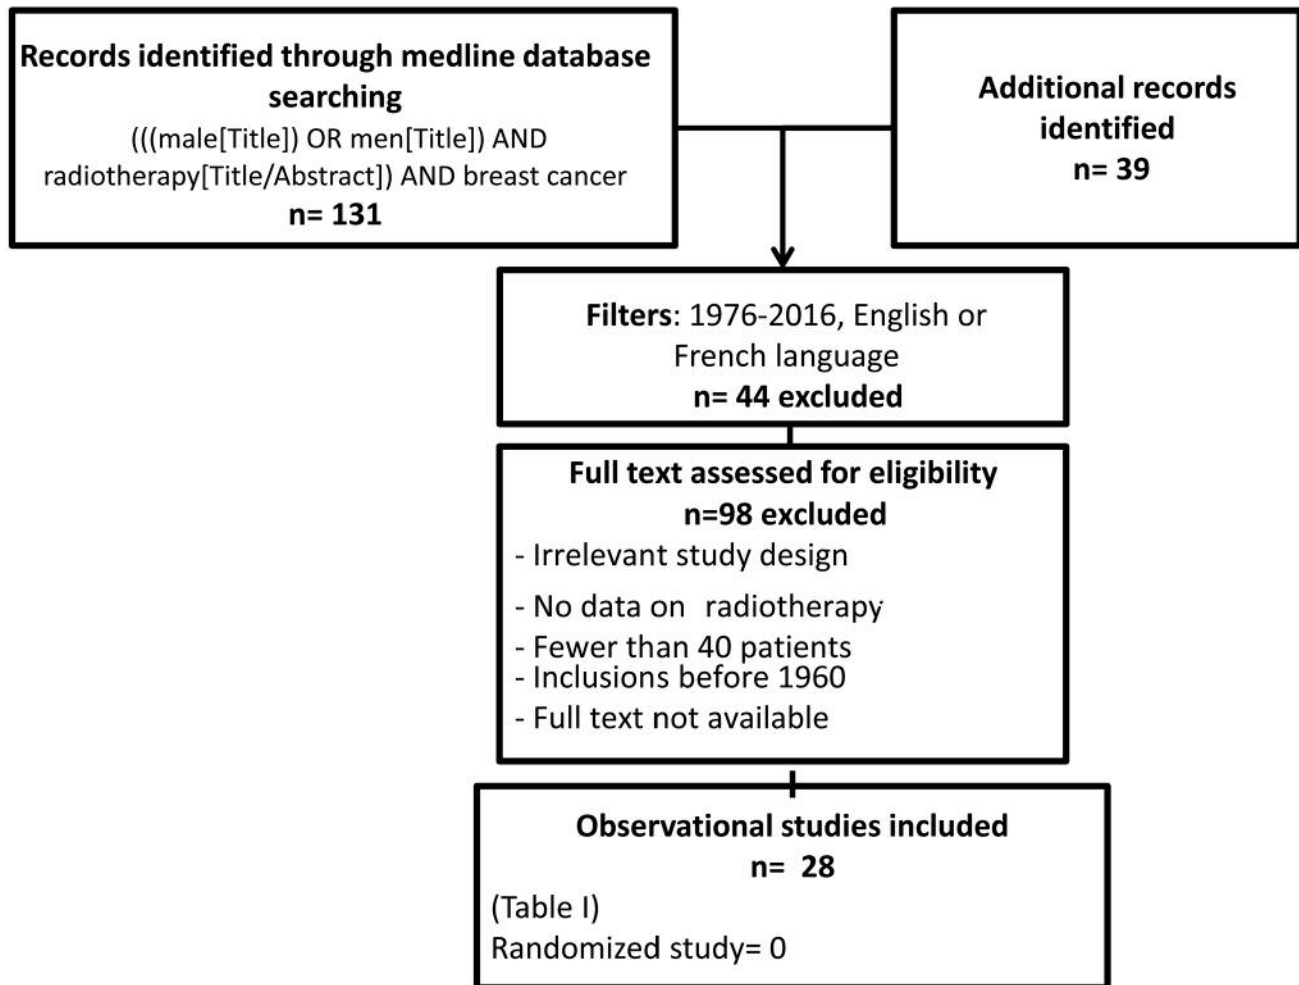 Records identified through medline database
searching
(((male[Title]) OR men[Title]) AND
radiotherapy[Title/Abstract]) AND breast cancer
n= 131
Additional records
identified
n= 39
Filters: 1976-2016, English or
French language
n= 44 excluded
Full text assessed for eligibility
n=98 excluded
- Irrelevant study design
- No data on radiotherapy
- Fewer than 40 patients
- Inclusions before 1960
- Full text not available
Observational studies included
n= 28
(Table I)
Randomized study= 0